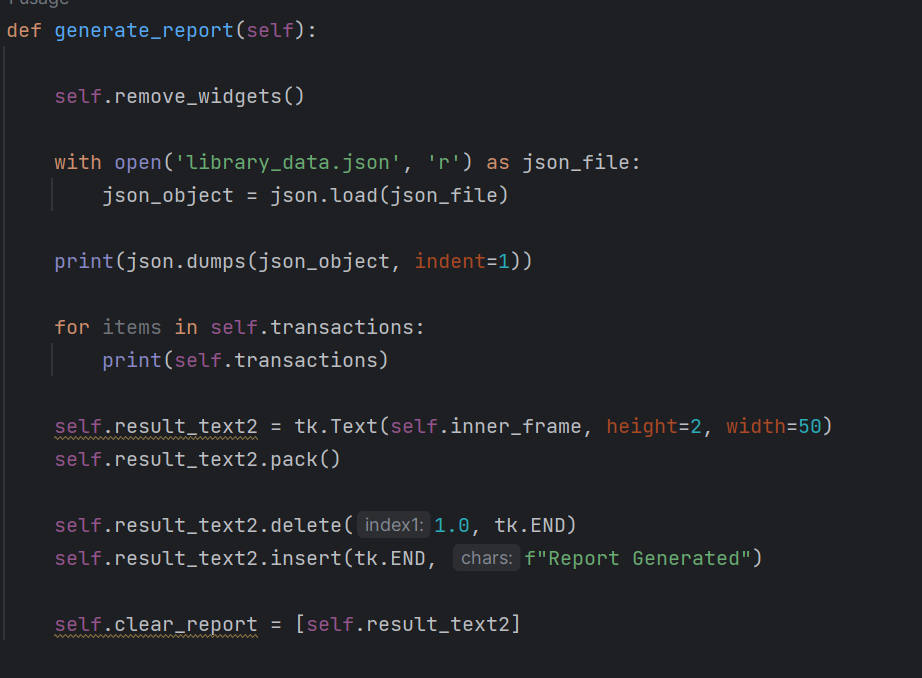 1 usage
def generate_report(self):
self.remove_widgets()
with open('library_data.json', 'r') as json_file:
json_object = json.load(json_file)
print(json.dumps(json_object, indent=1))
for items in self.transactions:
print(self.transactions)
self.result_text2 = tk.Text(self.inner_frame, height=2, width=50)
self.result_text2.pack()
self.result_text2.delete( index1: 1.0, tk.END)
self.result_text2.insert(tk.END, chars: f"Report Generated")
self.clear_report = [self.result_text2]